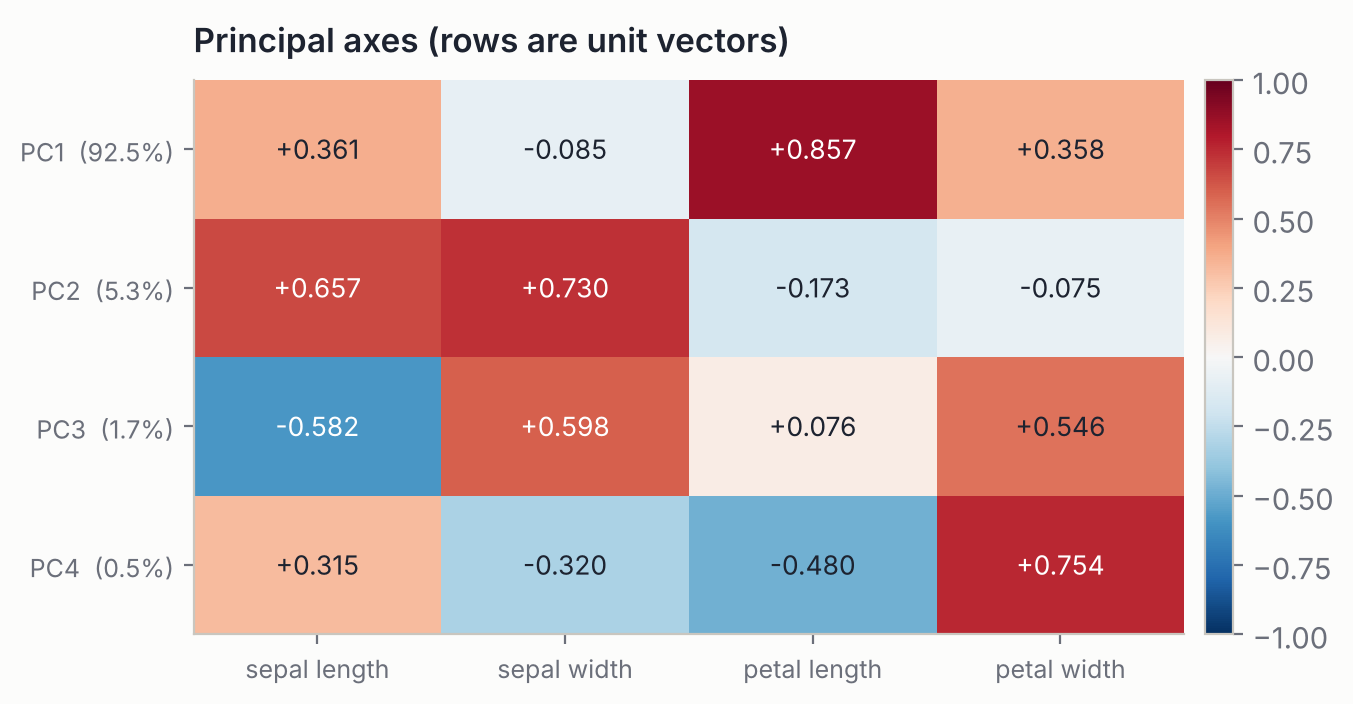 Principal axes (rows are unit vectors)
PC1 (92.5%) +0.361 -0.085 +0.857 +0.358
PC2 (5.3%) +0.657 +0.730 -0.173 -0.075
PC3 (1.7%) -0.582 +0.598 +0.076 +0.546
PC4 (0.5%) +0.315 -0.320 -0.480 +0.754
sepal length sepal width petal length petal width
1.00
0.75
0.50
0.25
0.00
−0.25
−0.50
−0.75
−1.00